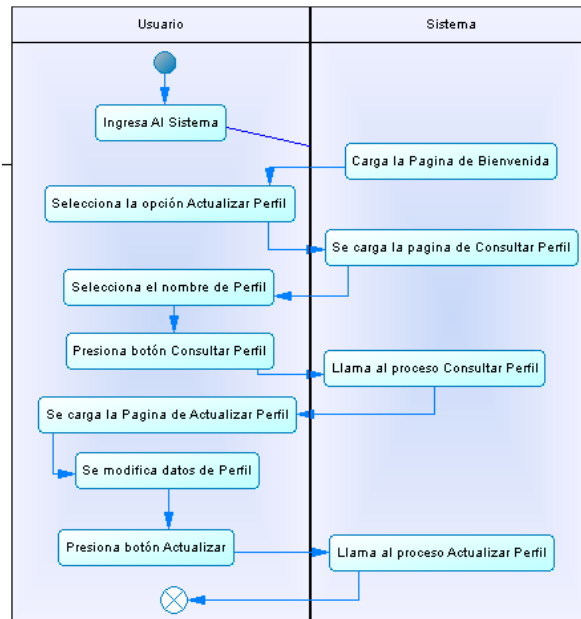 Usuario
Sistema
Ingresa Al Sistema
Carga la Pagina de Bienvenida
Selecciona la opción Actualizar Perfil
Se carga la pagina de Consultar Perfil
Selecciona el nombre de Perfil
Presiona botón Consultar Perfil
Llama al proceso Consultar Perfil
Se carga la Pagina de Actualizar Perfil
Se modifica datos de Perfil
Presiona botón Actualizar
Llama al proceso Actualizar Perfil